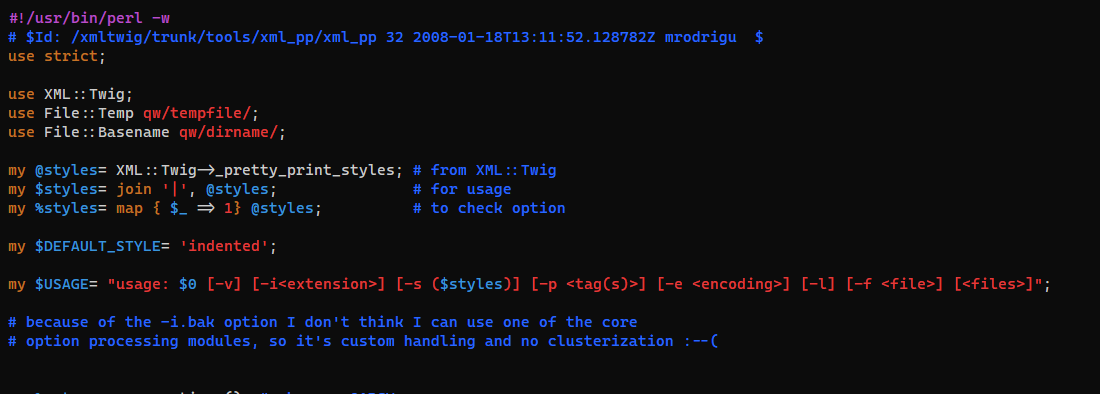 #!/usr/bin/perl -w
# $Id: /xmltwig/trunk/tools/xml_pp/xml_pp 32 2008-01-18T13:11:52.128782Z mrodrigu  $
use strict;
use XML::Twig;
use File::Temp qw/tempfile/;
use File::Basename qw/dirname/;
my @styles= XML::Twig->_pretty_print_styles; # from XML::Twig
my $styles= join '|', @styles;               # for usage
my %styles= map { $_ => 1} @styles;          # to check option
my $DEFAULT_STYLE= 'indented';
my $USAGE= "usage: $0 [-v] [-i<extension>] [-s ($styles)] [-p <tag(s)>] [-e <encoding>] [-l] [-f <file>] [<files>]";
# because of the -i.bak option I don't think I can use one of the core
# option processing modules, so it's custom handling and no clusterization :--(